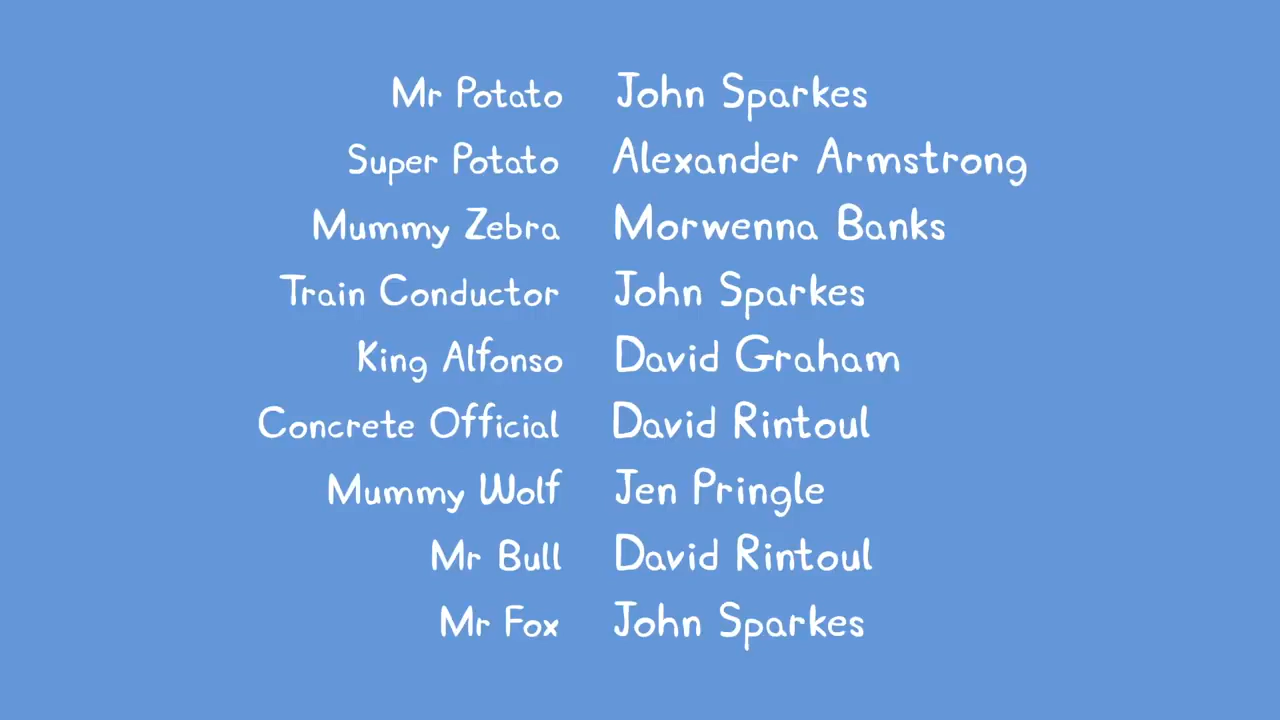 Mr Potato John Sparkes
Super Potato Alexander Armstrong
Mummy Zebra Morwenna Banks
Train Conductor John Sparkes
King Alfonso David Graham
Concrete Official David Rintoul
Mummy Wolf Jen Pringle
Mr Bull David Rintoul
Mr Fox John Sparkes